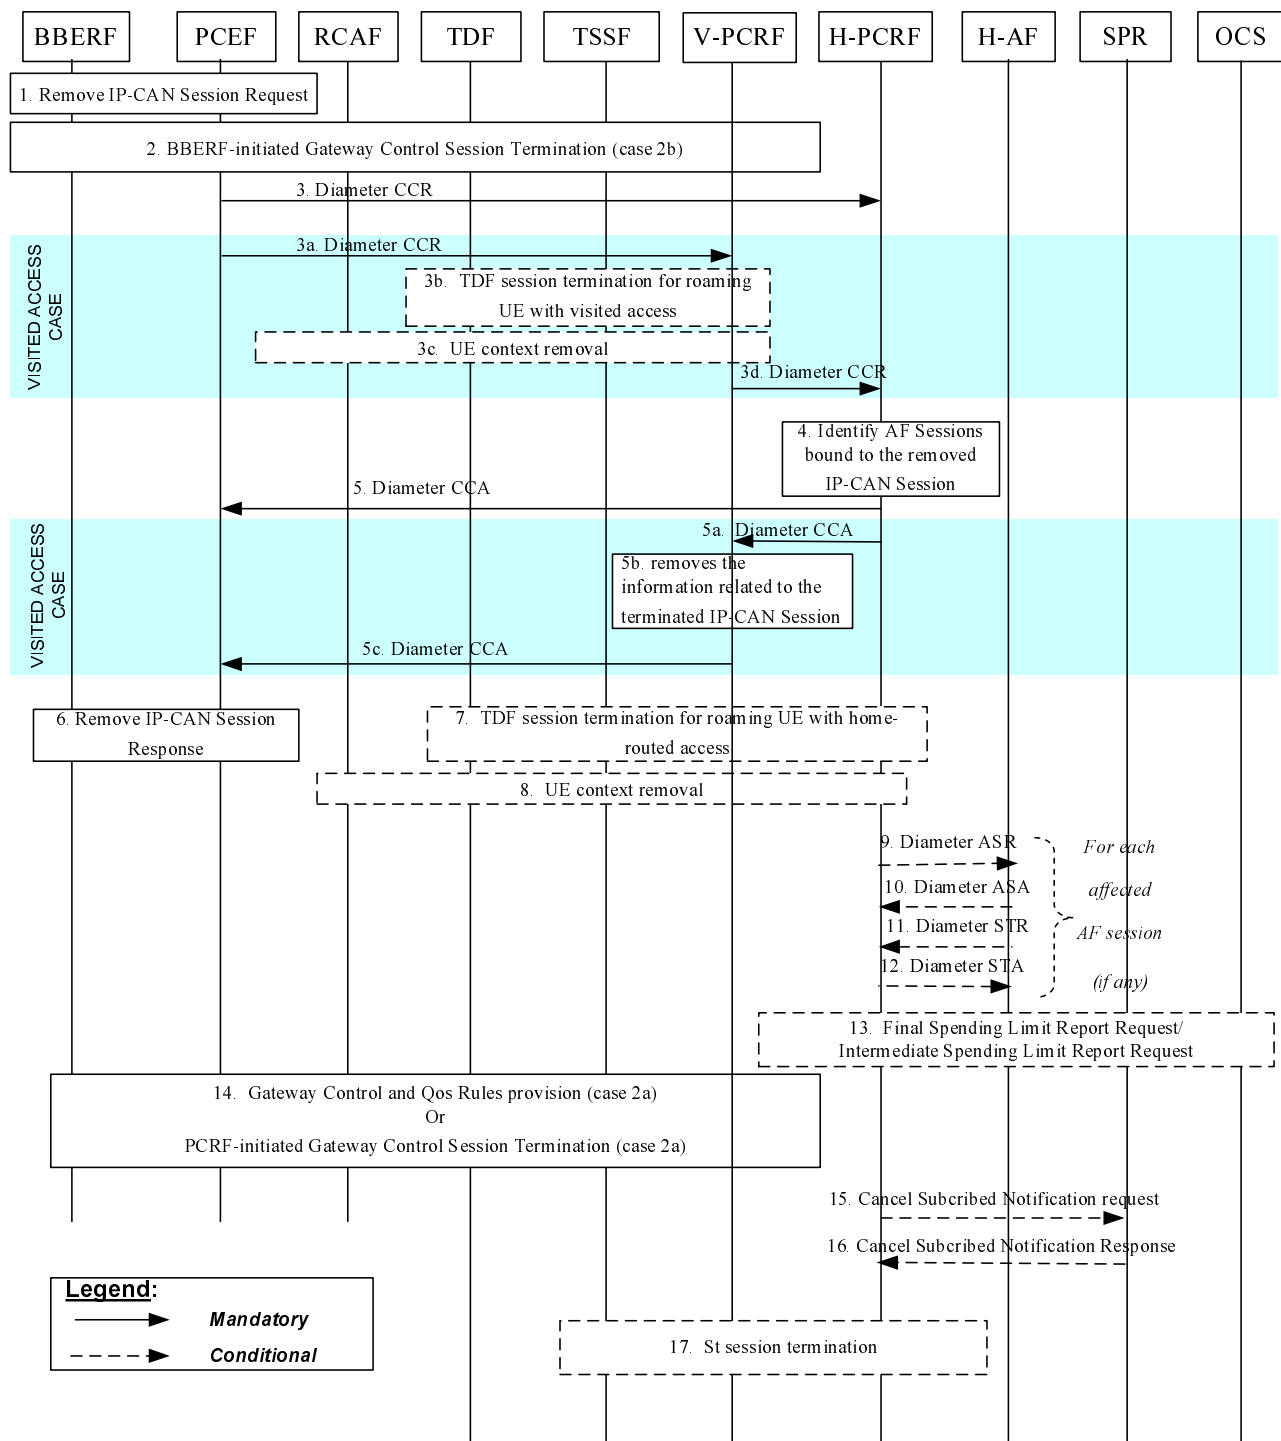 BBERF
PCEF
RCAF
TDF
TSSF
V-PCRF
H-PCRF
H-AF
SPR
OCS
1. Remove IP-CAN Session Request
2. BBERF-initiated Gateway Control Session Termination (case 2b)
3. Diameter CCR
VISITED ACCESS
CASE
3a. Diameter CCR
3b. TDF session termination for roaming
UE with visited access
3c. UE context removal
3d. Diameter CCR
4. Identify AF Sessions
bound to the removed
IP-CAN Session
5. Diameter CCA
VISITED ACCESS
CASE
5a. Diameter CCA
5b. removes the
information related to the
terminated IP-CAN Session
5c. Diameter CCA
6. Remove IP-CAN Session
Response
7. TDF session termination for roaming UE with home-
routed access
8. UE context removal
9. Diameter ASR
10. Diameter ASA
11. Diameter STR
12. Diameter STA
For each
affected
AF session
(if any)
13. Final Spending Limit Report Request/
Intermediate Spending Limit Report Request
14. Gateway Control and Qos Rules provision (case 2a)
Or
PCRF-initiated Gateway Control Session Termination (case 2a)
15. Cancel Subcribed Notification request
16. Cancel Subcribed Notification Response
Legend:
Mandatory
Conditional
17. St session termination